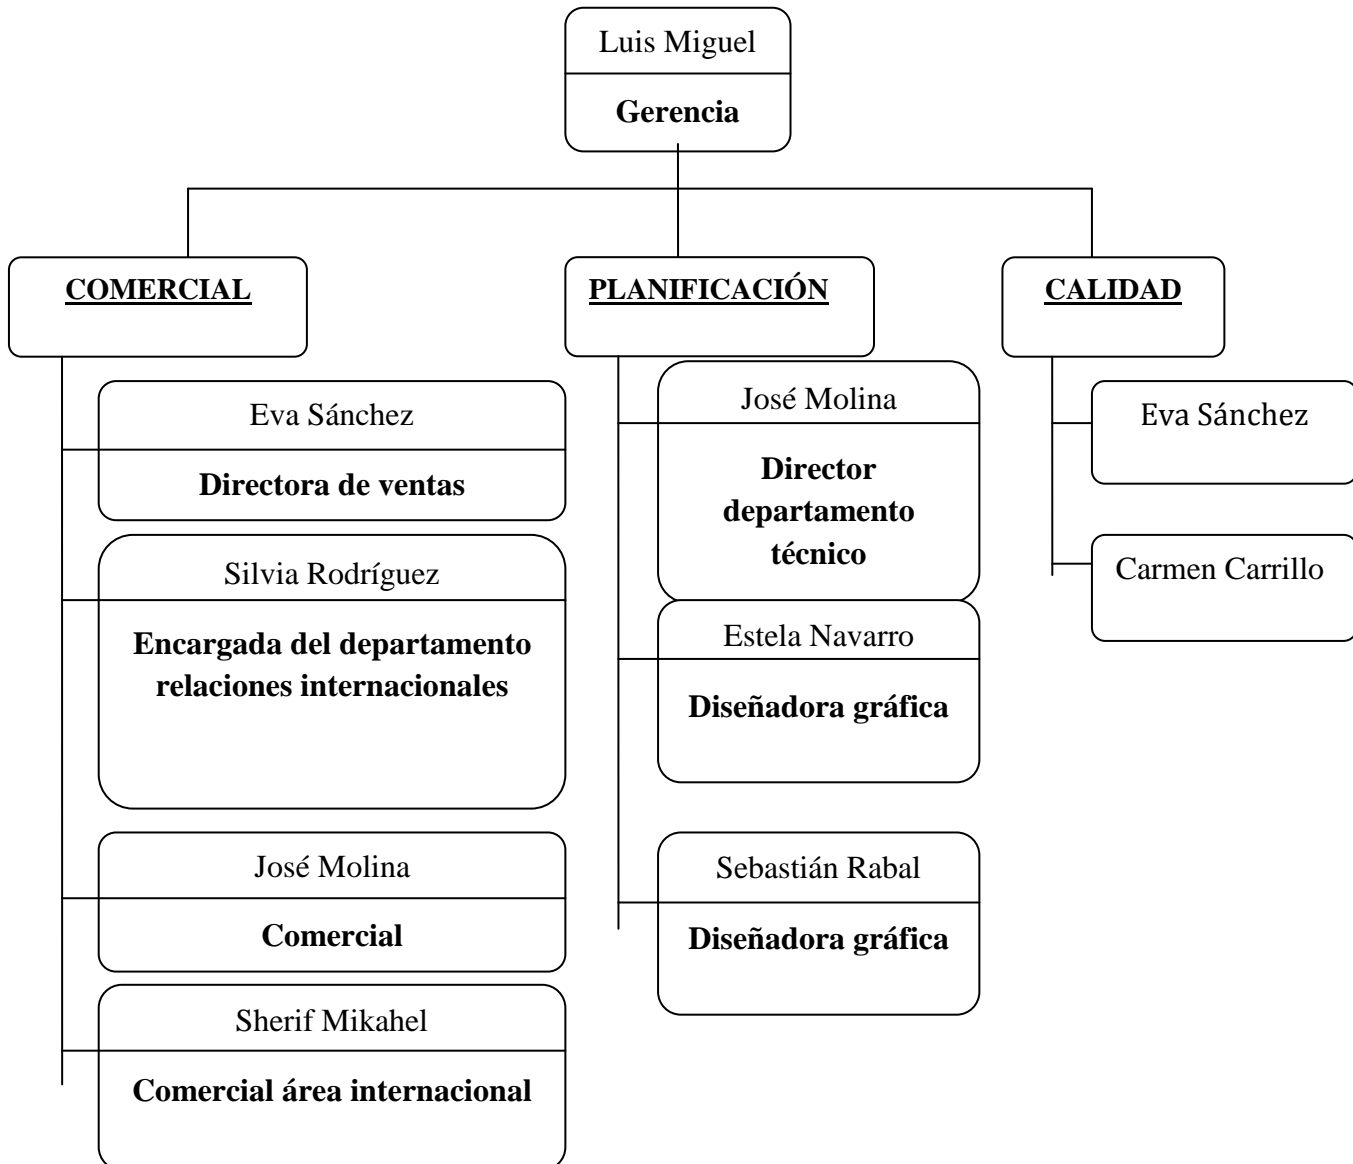 Luis Miguel
Gerencia
COMERCIAL
Eva Sánchez
Directora de ventas
Silvia Rodríguez
Encargada del departamento
relaciones internacionales
José Molina
Comercial
Sherif Mikahel
Comercial área internacional
PLANIFICACIÓN
José Molina
Director
departamento
técnico
Estela Navarro
Diseñadora gráfica
Sebastián Rabal
Diseñadora gráfica
CALIDAD
Eva Sánchez
Carmen Carrillo